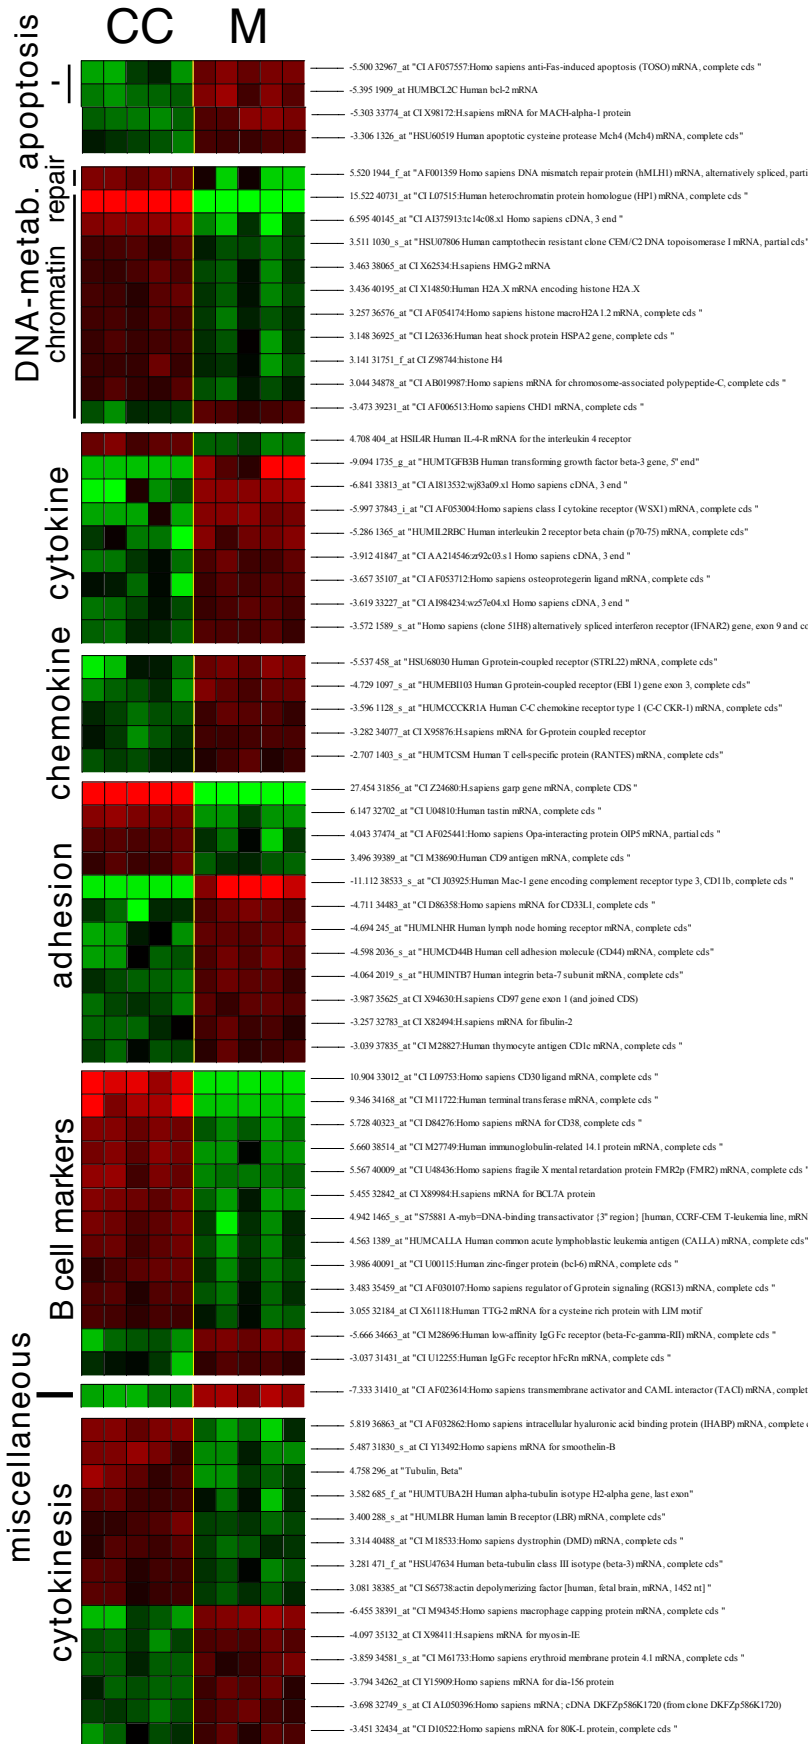 CC M
apoptosis
-
-5.500 32967_at "Cl AF057557:Homo sapiens anti-Fas-induced apoptosis (TOSO) mRNA, complete cds "
-5.395 1909_at HUMBCL2C Human bcl-2 mRNA
-5.303 33774_at Cl X98172:H.sapiens mRNA for MACH-alpha-1 protein
-3.306 1326_at "HSU60519 Human apoptotic cysteine protease Mch4 (Mch4) mRNA, complete cds"
DNA-metab.
repair
chromatin
5.520 1944_f_at "AF001359 Homo sapiens DNA mismatch repair protein (hMLH1) mRNA, alternatively spliced, parti
15.522 40731_at "Cl L07515:Human heterochromatin protein homologue (HP1) mRNA, complete cds "
6.595 40145_at "Cl AI375913:tc14c08.x1 Homo sapiens cDNA, 3 end "
3.511 1030_s_at "HSU07806 Human camptothecin resistant clone CEM/C2 DNA topoisomerase I mRNA, partial cds"
3.463 38065_at Cl X62534:H.sapiens HMG-2 mRNA
3.436 40195_at Cl X14850:Human H2A.X mRNA encoding histone H2A.X
3.257 36576_at "Cl AF054174:Homo sapiens histone macroH2A1.2 mRNA, complete cds "
3.148 36925_at "Cl L26336:Human heat shock protein HSPA2 gene, complete cds "
3.141 31751_f_at Cl Z98744:histone H4
3.044 34878_at "Cl AB019987:Homo sapiens mRNA for chromosome-associated polypeptide-C, complete cds "
-3.473 39231_at "Cl AF006513:Homo sapiens CHD1 mRNA, complete cds "
cytokine
4.708 404_at HSIL4R Human IL-4-R mRNA for the interleukin 4 receptor
-9.094 1735_g_at "HUMTGFB3B Human transforming growth factor beta-3 gene, 5" end"
-6.841 33813_at "Cl AI813532:wj83a09.x1 Homo sapiens cDNA, 3 end "
-5.997 37843_i_at "Cl AF053004:Homo sapiens class I cytokine receptor (WSX1) mRNA, complete cds "
-5.286 1365_at "HUMIL2RBC Human interleukin 2 receptor beta chain (p70-75) mRNA, complete cds"
-3.912 41847_at "Cl AA214546:zr92c03.s1 Homo sapiens cDNA, 3 end "
-3.657 35107_at "Cl AF053712:Homo sapiens osteoprotegerin ligand mRNA, complete cds "
-3.619 33227_at "Cl AI984234:wz57e04.x1 Homo sapiens cDNA, 3 end "
-3.572 1589_s_at "Homo sapiens (clone 51H8) alternatively spliced interferon receptor (IFNAR2) gene, exon 9 and co
chemokine
-5.537 458_at "HSU68030 Human G protein-coupled receptor (STRL22) mRNA, complete cds"
-4.729 1097_s_at "HUMEBI103 Human G protein-coupled receptor (EBI 1) gene exon 3, complete cds"
-3.596 1128_s_at "HUMCCCKR1A Human C-C chemokine receptor type 1 (C-C CKR-1) mRNA, complete cds"
-3.282 34077_at Cl X95876:H.sapiens mRNA for G-protein coupled receptor
-2.707 1403_s_at "HUMTCSM Human T cell-specific protein (RANTES) mRNA, complete cds"
adhesion
27.454 31856_at "Cl Z24680:H.sapiens garp gene mRNA, complete CDS "
6.147 32702_at "Cl U04810:Human tastin mRNA, complete cds "
4.043 37474_at "Cl AF025441:Homo sapiens Opa-interacting protein OIP5 mRNA, partial cds "
3.496 39389_at "Cl M38690:Human CD9 antigen mRNA, complete cds "
-11.112 38533_s_at "Cl J03925:Human Mac-1 gene encoding complement receptor type 3, CD11b, complete cds "
-4.711 34483_at "Cl D86358:Homo sapiens mRNA for CD33L1, complete cds "
-4.694 245_at "HUMLNHR Human lymph node homing receptor mRNA, complete cds"
-4.598 2036_s_at "HUMCD44B Human cell adhesion molecule (CD44) mRNA, complete cds"
-4.064 2019_s_at "HUMINTB7 Human integrin beta-7 subunit mRNA, complete cds"
-3.987 35625_at Cl X94630:H.sapiens CD97 gene exon 1 (and joined CDS)
-3.257 32783_at Cl X82494:H.sapiens mRNA for fibulin-2
-3.039 37835_at "Cl M28827:Human thymocyte antigen CD1c mRNA, complete cds "
B cell markers
10.904 33012_at "Cl L09753:Homo sapiens CD30 ligand mRNA, complete cds "
9.346 34168_at "Cl M11722:Human terminal transferase mRNA, complete cds "
5.728 40323_at "Cl D84276:Homo sapiens mRNA for CD38, complete cds "
5.660 38514_at "Cl M27749:Human immunoglobulin-related 14.1 protein mRNA, complete cds "
5.567 40009_at "Cl U48436:Homo sapiens fragile X mental retardation protein FMR2p (FMR2) mRNA, complete cds "
5.455 32842_at Cl X89984:H.sapiens mRNA for BCL7A protein
4.942 1465_s_at "S75881 A-myb=DNA-binding transactivator {3" region} [human, CCRF-CEM T-leukemia line, mRN
4.563 1389_at "HUMCALLA Human common acute lymphoblastic leukemia antigen (CALLA) mRNA, complete cds"
3.986 40091_at "Cl U00115:Human zinc-finger protein (bcl-6) mRNA, complete cds "
3.483 35459_at "Cl AF030107:Homo sapiens regulator of G protein signaling (RGS13) mRNA, complete cds "
3.055 32184_at Cl X61118:Human TTG-2 mRNA for a cysteine rich protein with LIM motif
-5.666 34663_at "Cl M28696:Human low-affinity IgG Fc receptor (beta-Fc-gamma-RII) mRNA, complete cds "
-3.037 31431_at "Cl U12255:Human IgG Fc receptor hFcRn mRNA, complete cds "
miscellaneous
-7.333 31410_at "Cl AF023614:Homo sapiens transmembrane activator and CAML interactor (TACI) mRNA, complet
cytokinesis
5.819 36863_at "Cl AF032862:Homo sapiens intracellular hyaluronic acid binding protein (IHABP) mRNA, complete c
5.487 31830_s_at Cl Y13492:Homo sapiens mRNA for smoothelin-B
4.758 296_at "Tubulin, Beta"
3.582 685_f_at "HUMTUBA2H Human alpha-tubulin isotype H2-alpha gene, last exon"
3.400 288_s_at "HUMLBR Human lamin B receptor (LBR) mRNA, complete cds"
3.314 40488_at "Cl M18533:Homo sapiens dystrophin (DMD) mRNA, complete cds "
3.281 471_f_at "HSU47634 Human beta-tubulin class III isotype (beta-3) mRNA, complete cds"
3.081 38385_at "Cl S65738:actin depolymerizing factor [human, fetal brain, mRNA, 1452 nt] "
-6.455 38391_at "Cl M94345:Homo sapiens macrophage capping protein mRNA, complete cds "
-4.097 35132_at Cl X98411:H.sapiens mRNA for myosin-IE
-3.859 34581_s_at "Cl M61733:Homo sapiens erythroid membrane protein 4.1 mRNA, complete cds "
-3.794 34262_at Cl Y15909:Homo sapiens mRNA for dia-156 protein
-3.698 32749_s_at Cl AL050396:Homo sapiens mRNA; cDNA DKFZp586K1720 (from clone DKFZp586K1720)
-3.451 32434_at "Cl D10522:Homo sapiens mRNA for 80K-L protein, complete cds "